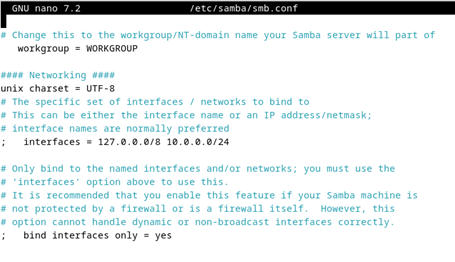 GNU nano 7.2 /etc/samba/smb.conf
# Change this to the workgroup/NT-domain name your Samba server will part of
workgroup = WORKGROUP
#### Networking ####
unix charset = UTF-8
# The specific set of interfaces / networks to bind to
# This can be either the interface name or an IP address/netmask;
# interface names are normally preferred
;   interfaces = 127.0.0.0/8 10.0.0.0/24
# Only bind to the named interfaces and/or networks; you must use the
# 'interfaces' option above to use this.
# It is recommended that you enable this feature if your Samba machine is
# not protected by a firewall or is a firewall itself.  However, this
# option cannot handle dynamic or non-broadcast interfaces correctly.
;   bind interfaces only = yes